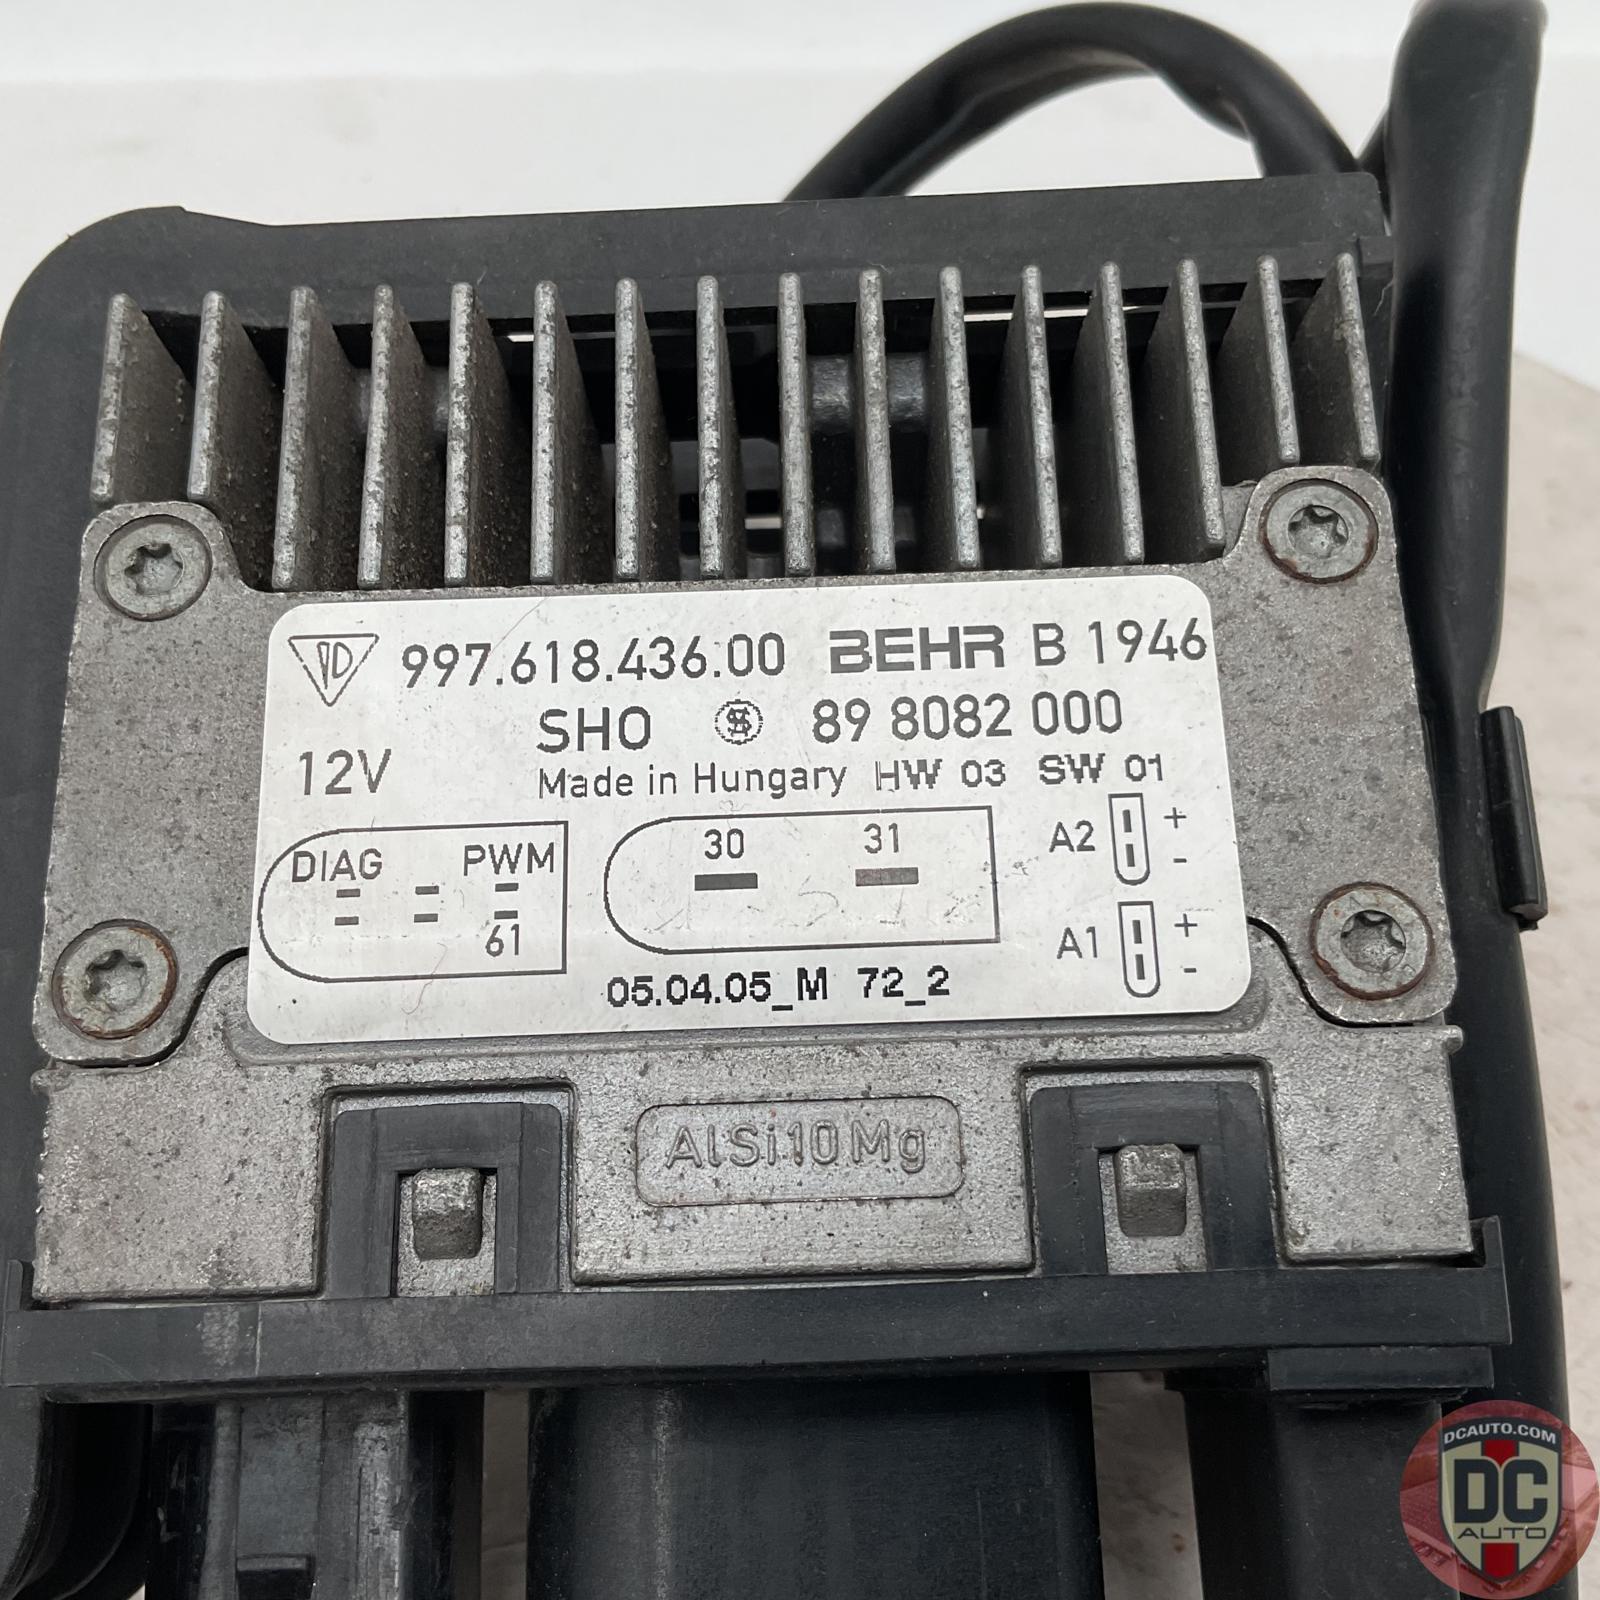 997.618.436.00 BEHR B 1946
SHO 89 8082 000
12V
Made in Hungary HW 03 SW 01
DIAG PWM
61
30 31
A2 + -
A1 + -
05.04.05_M 72_2
AlSi10Mg
DCAUTO.COM
DC
AUTO